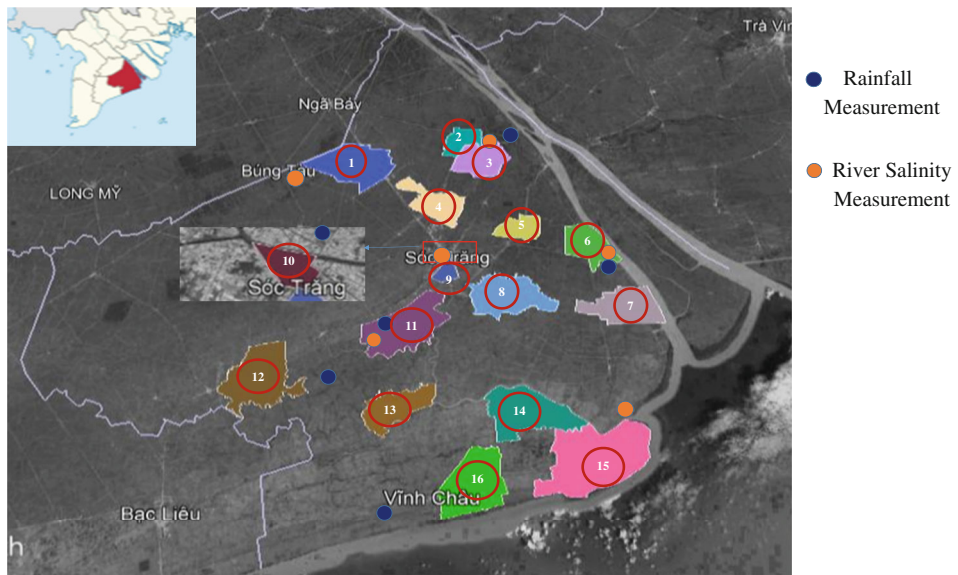 Trà Vin
Ngã Bảy
Rainfall
Measurement
2
1
3
Búng Tàu
LONG MỸ
River Salinity
Measurement
4
5
6
10
Sóc Trăng
Sóc Trăng
9
8
7
11
12
13
14
15
16
Vĩnh Châu
Bạc Liêu
h